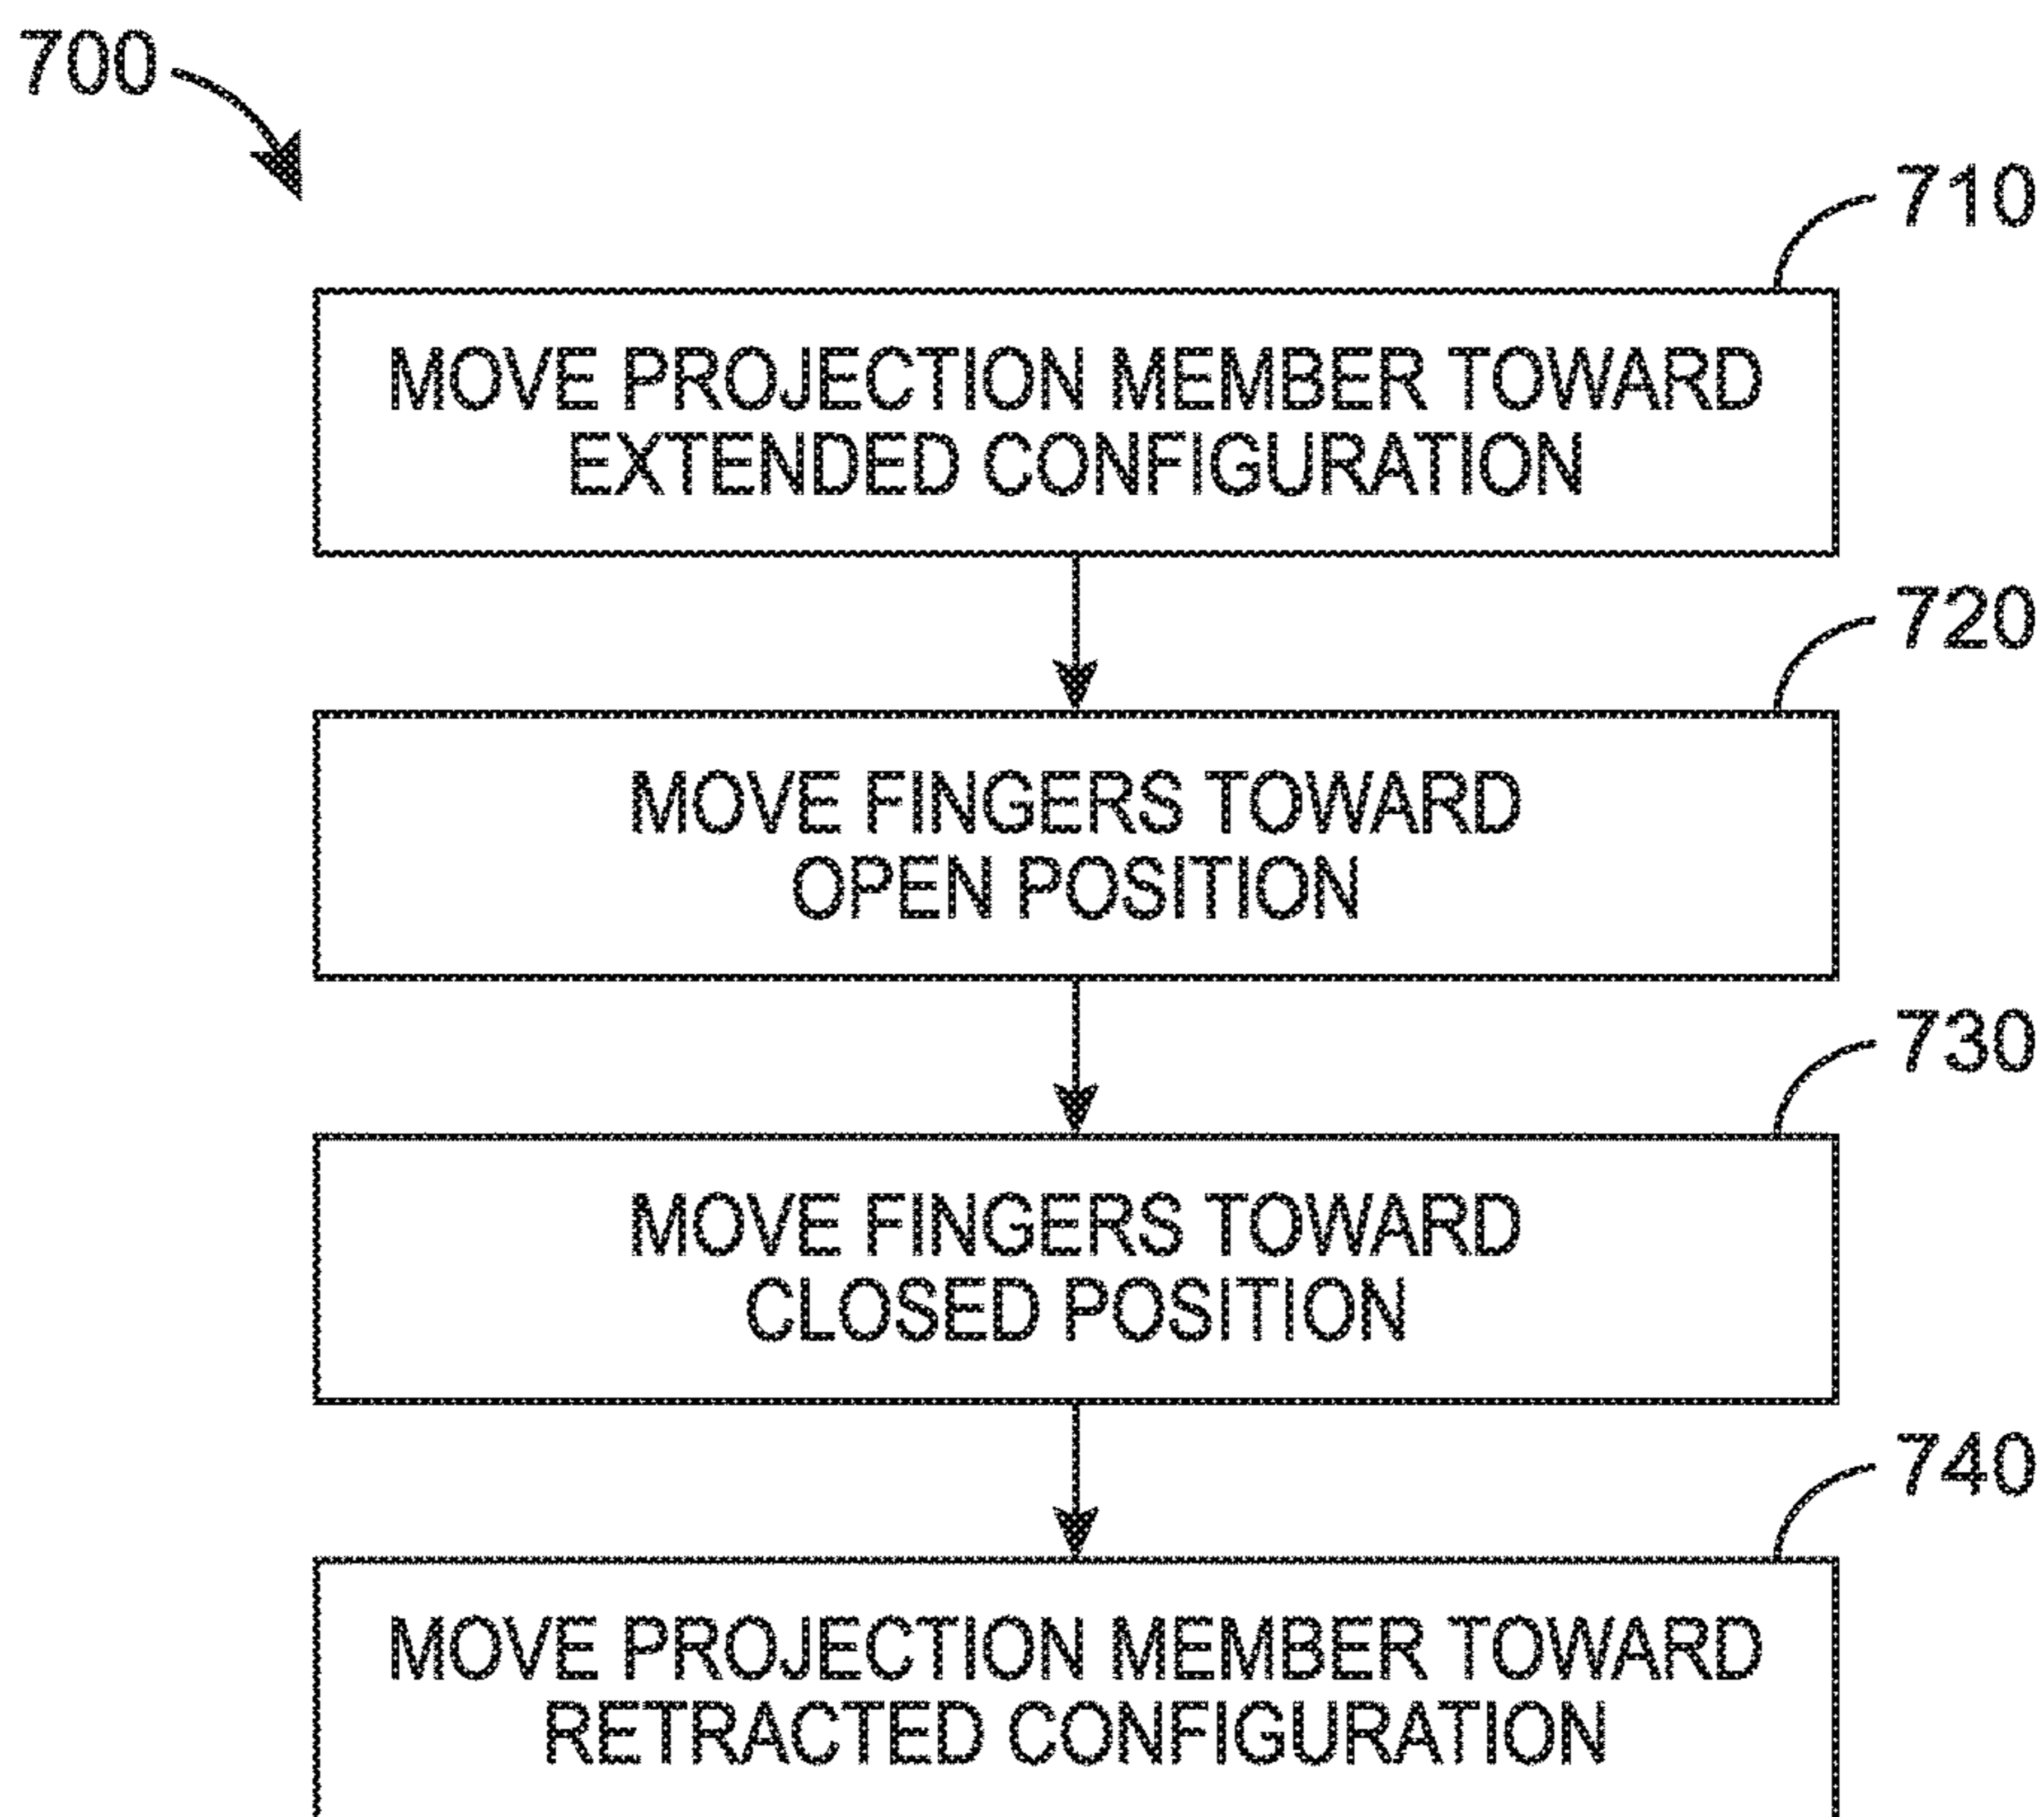 700
710
MOVE PROJECTION MEMBER TOWARD
EXTENDED CONFIGURATION
720
MOVE FINGERS TOWARD
OPEN POSITION
730
MOVE FINGERS TOWARD
CLOSED POSITION
740
MOVE PROJECTION MEMBER TOWARD
RETRACTED CONFIGURATION